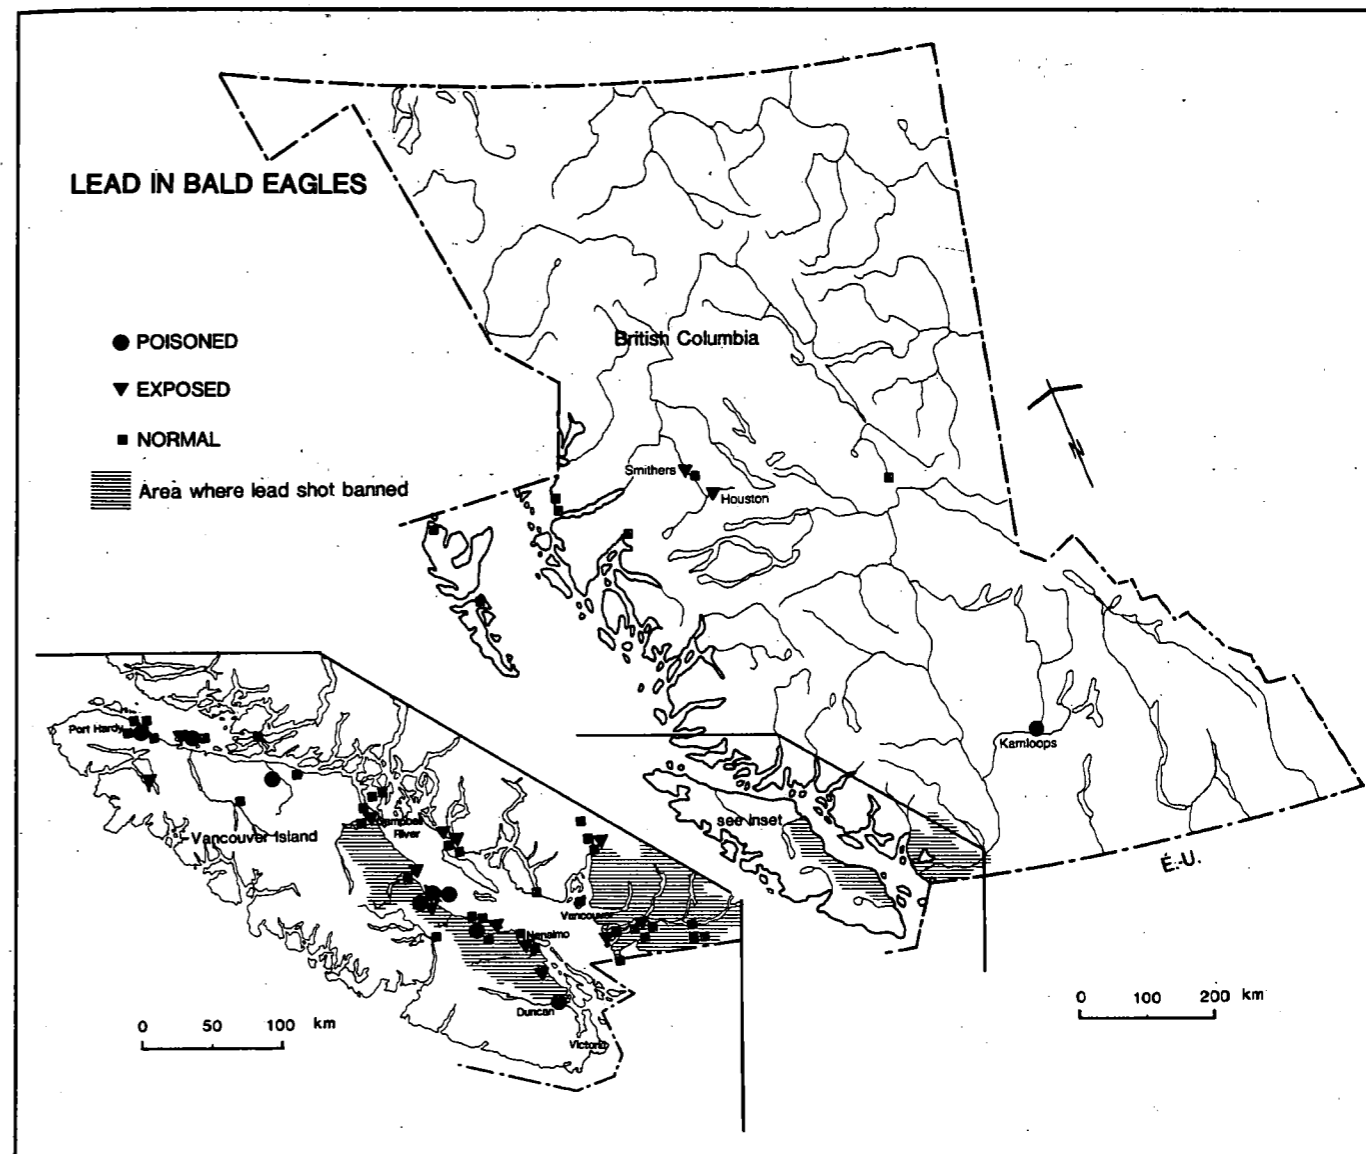 LEAD IN BALD EAGLES
POISONED
EXPOSED
NORMAL
Area where lead shot banned
British Columbia
Smithers
Houston
N
Kamloops
see inset
É.-U.
0 100 200 km
Port Hardy
Vancouver Island
Campbell
River
Vancouver
Nanaimo
Duncan
Victoria
0 50 100 km